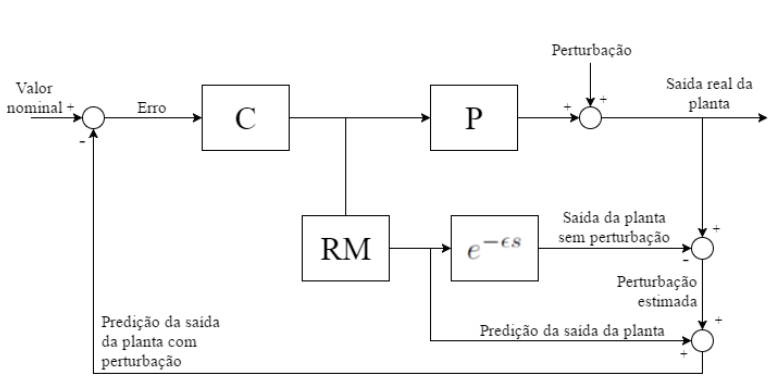 Perturbação
Valor
nominal +
Erro
C
P
+
+
Saída real da
planta
-
RM
e^{-ϵs}
Saída da planta
sem perturbação
+
-
Perturbação
estimada
Predição da saída
da planta com
perturbação
Predição da saída da planta
+
+